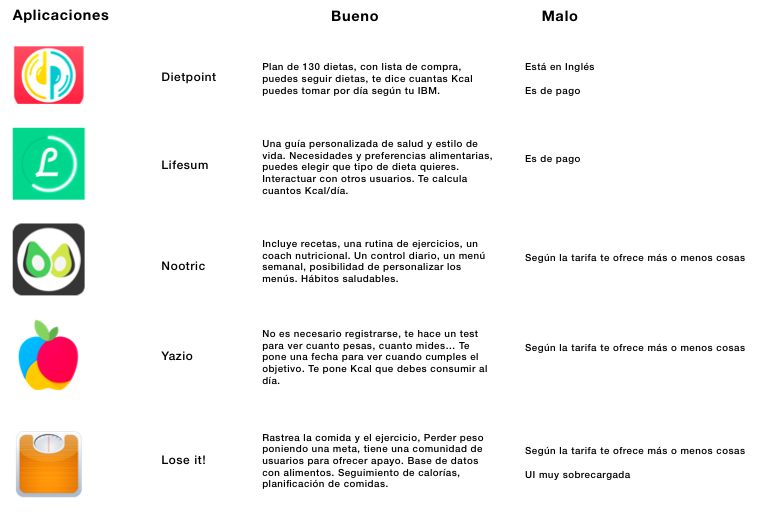 Aplicaciones
Bueno
Malo
Dietpoint
Plan de 130 dietas, con lista de compra,
puedes seguir dietas, te dice cuantas Kcal
puedes tomar por día según tu IBM.
Está en Inglés
Es de pago
Lifesum
Una guía personalizada de salud y estilo de
vida. Necesidades y preferencias alimentarias,
puedes elegir que tipo de dieta quieres.
Interactuar con otros usuarios. Te calcula
cuantos Kcal/día.
Es de pago
Nootric
Incluye recetas, una rutina de ejercicios, un
coach nutricional. Un control diario, un menú
semanal, posibilidad de personalizar los
menús. Hábitos saludables.
Según la tarifa te ofrece más o menos cosas
Yazio
No es necesario registrarse, te hace un test
para ver cuanto pesas, cuanto mides... Te
pone una fecha para ver cuando cumples el
objetivo. Te pone Kcal que debes consumir al
día.
Según la tarifa te ofrece más o menos cosas
Lose it!
Rastrea la comida y el ejercicio, Perder peso
poniendo una meta, tiene una comunidad de
usuarios para ofrecer apayo. Base de datos
con alimentos. Seguimiento de calorías,
planificación de comidas.
Según la tarifa te ofrece más o menos cosas
UI muy sobrecargada